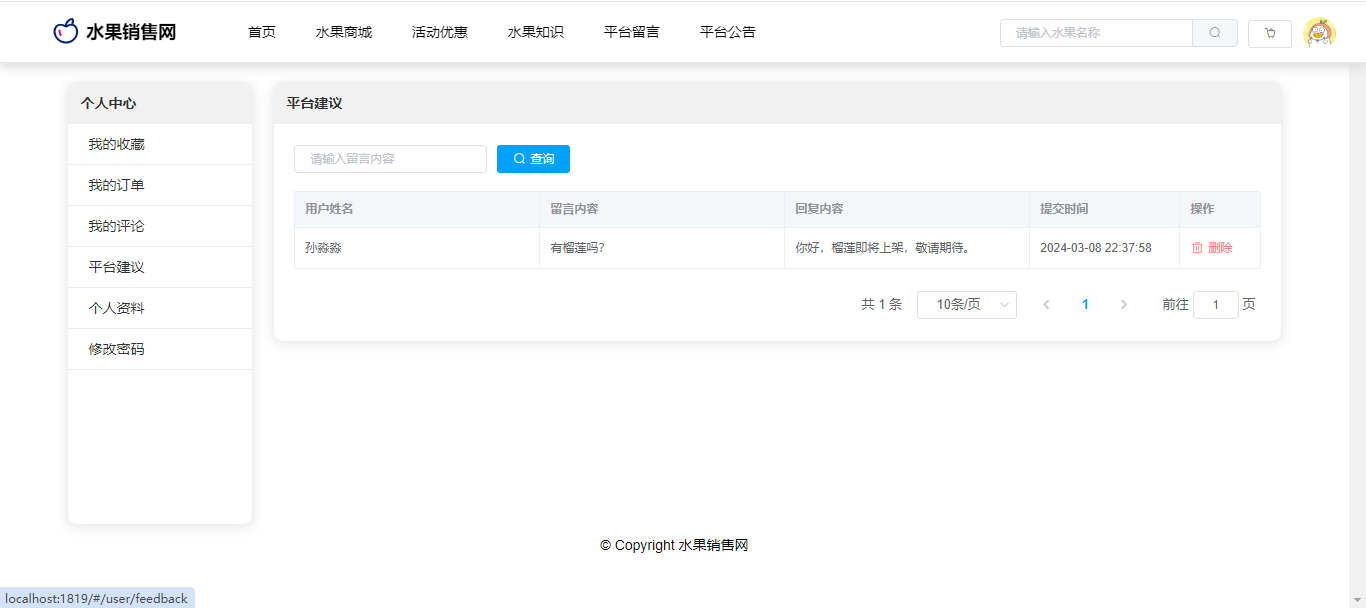 水果销售网 首页 水果商城 活动优惠 水果知识 平台留言 平台公告 请输入水果名称
个人中心
我的收藏
我的订单
我的评论
平台建议
个人资料
修改密码
平台建议
请输入留言内容 查询
用户姓名 留言内容 回复内容 提交时间 操作
孙淼淼 有榴莲吗? 你好，榴莲即将上架，敬请期待。 2024-03-08 22:37:58 删除
共 1 条 10条/页 1 前往 1 页
© Copyright 水果销售网
localhost:1819/#/user/feedback